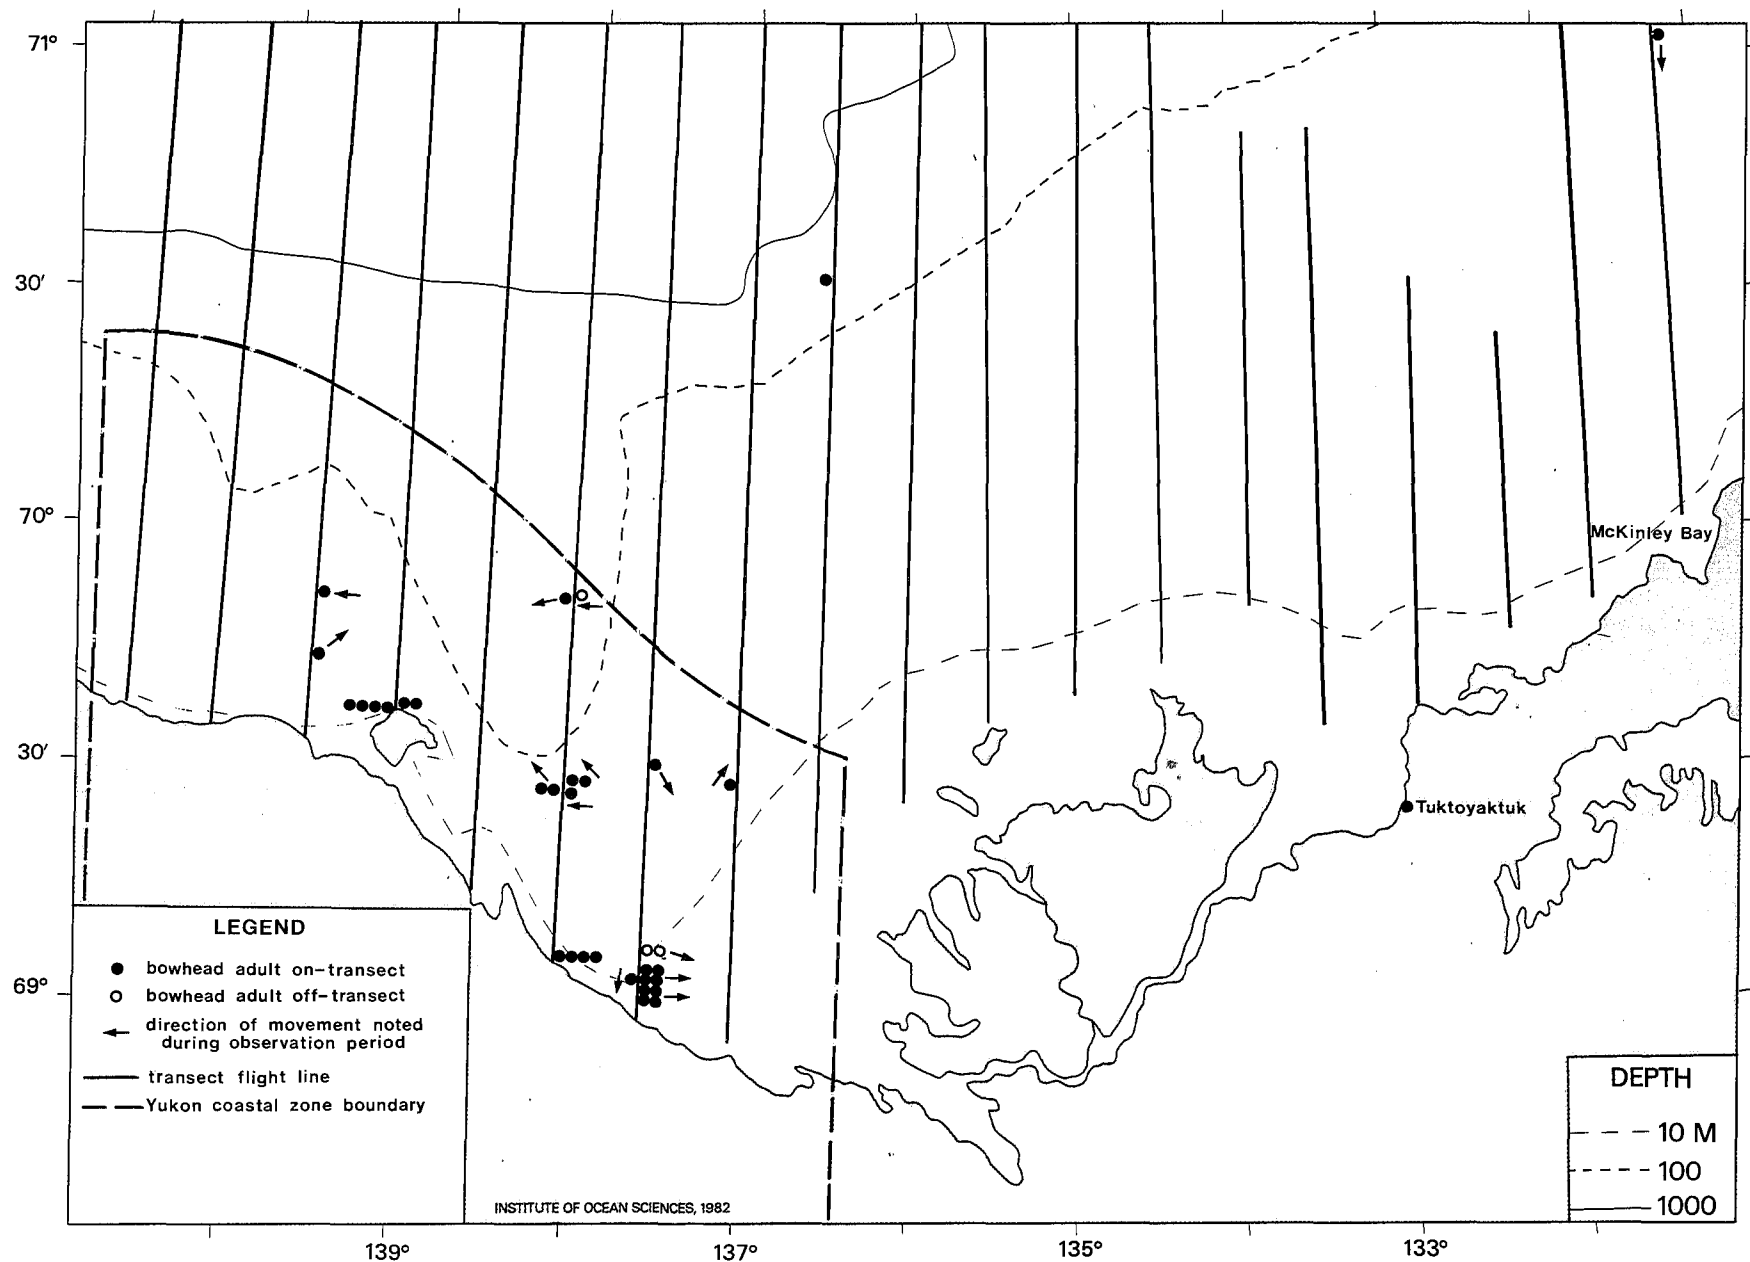 71°
30′
70°
30′
69°
McKinley Bay
Tuktoyaktuk
LEGEND
bowhead adult on-transect
bowhead adult off-transect
direction of movement noted
during observation period
transect flight line
Yukon coastal zone boundary
INSTITUTE OF OCEAN SCIENCES, 1982
DEPTH
10 M
100
1000
139°
137°
135°
133°